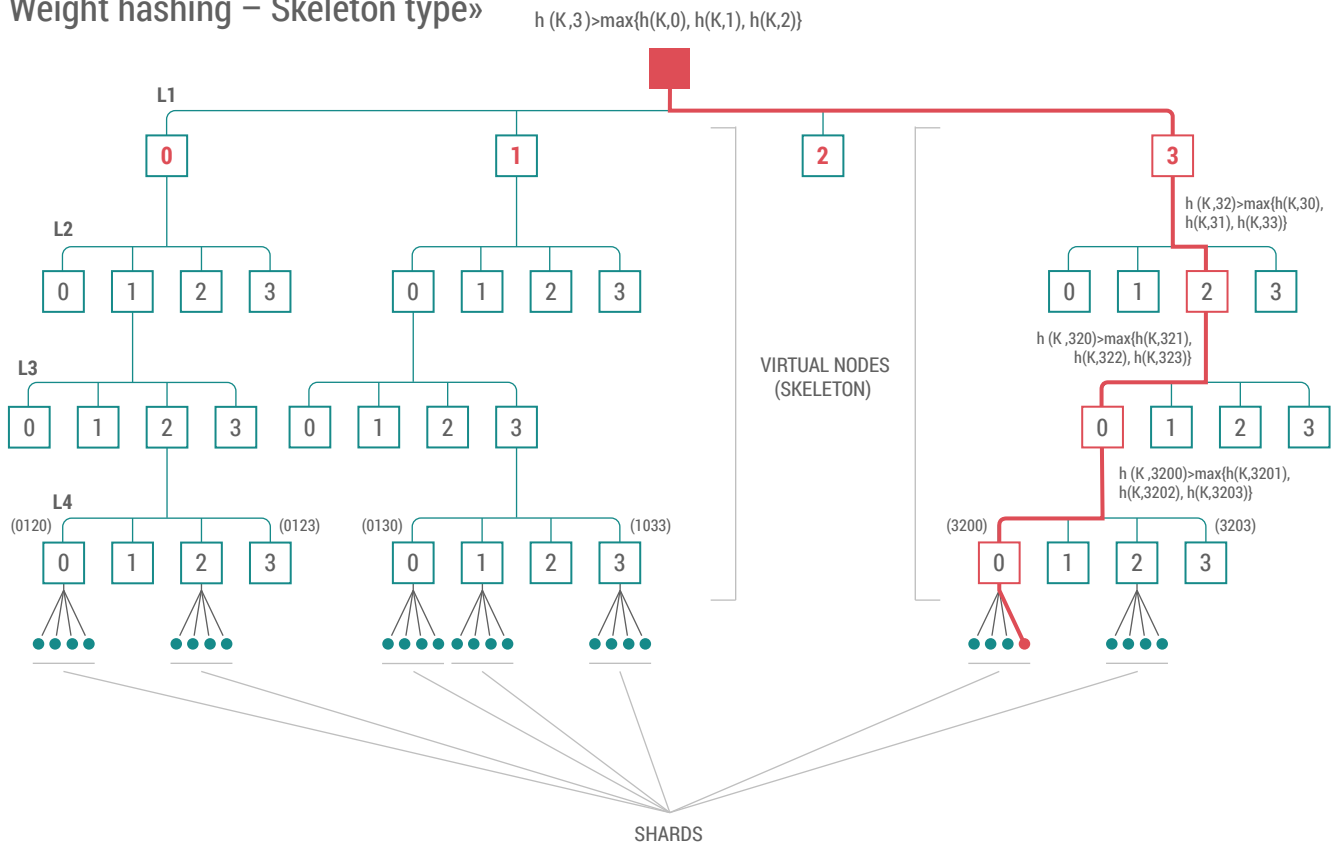 Weight hashing – Skeleton type»
h (K,3)>max{h(K,0), h(K,1), h(K,2)}
L1
0 1 2 3
h (K,32)>max{h(K,30),
h(K,31), h(K,33)}
L2
0 1 2 3 0 1 2 3 0 1 2 3
h (K ,320)>max{h(K,321),
h(K,322), h(K,323)}
VIRTUAL NODES
(SKELETON)
L3
0 1 2 3 0 1 2 3 0 1 2 3
h (K ,3200)>max{h(K,3201),
h(K,3202), h(K,3203)}
L4
(0120) (0123) (0130) (1033) (3200) (3203)
0 1 2 3 0 1 2 3 0 1 2 3
SHARDS